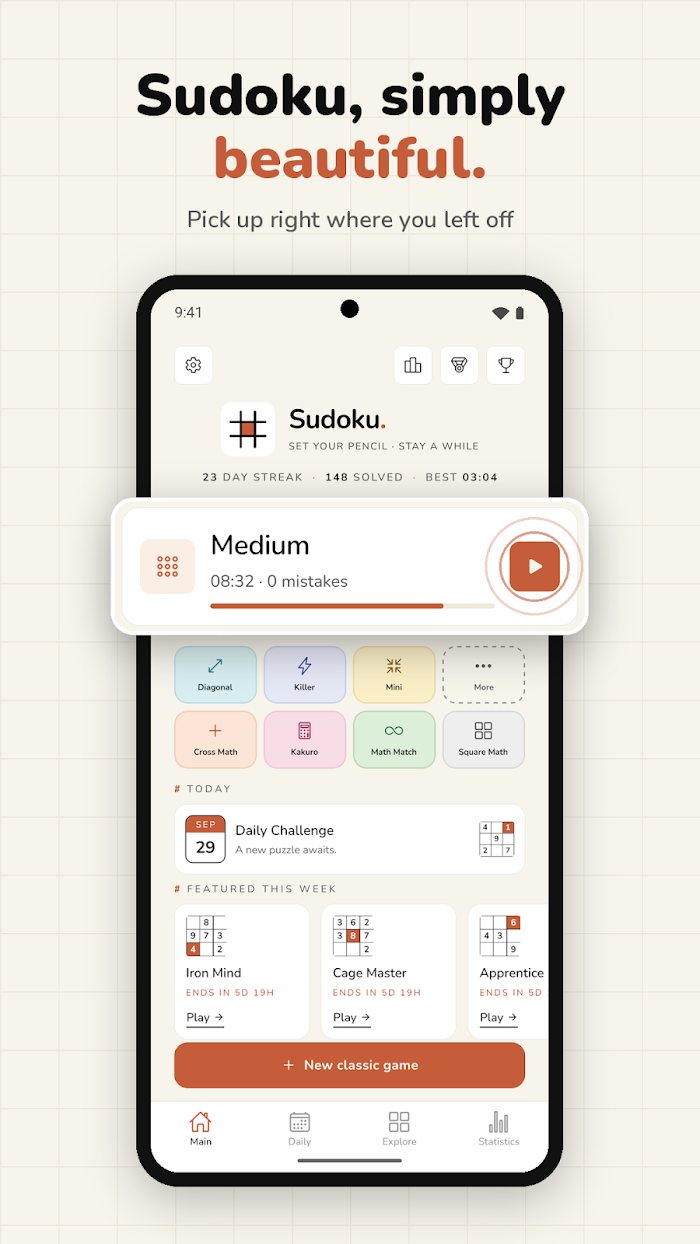 Sudoku, simply
beautiful.
Pick up right where you left off
9:41
Sudoku.
SET YOUR PENCIL · STAY A WHILE
23 DAY STREAK · 148 SOLVED · BEST 03:04
Medium
08:32 · 0 mistakes
Diagonal Killer Mini More
Cross Math Kakuro Math Match Square Math
# TODAY
SEP
29
Daily Challenge
A new puzzle awaits.
4 1
9
2 7
# FEATURED THIS WEEK
8
9 7 3
4 2
Iron Mind
ENDS IN 5D 19H
Play →
3 6 2
3 8 7
2
Cage Master
ENDS IN 5D 19H
Play →
6
4 3
9
Apprentice
ENDS IN 5D
Play →
+ New classic game
Main Daily Explore Statistics